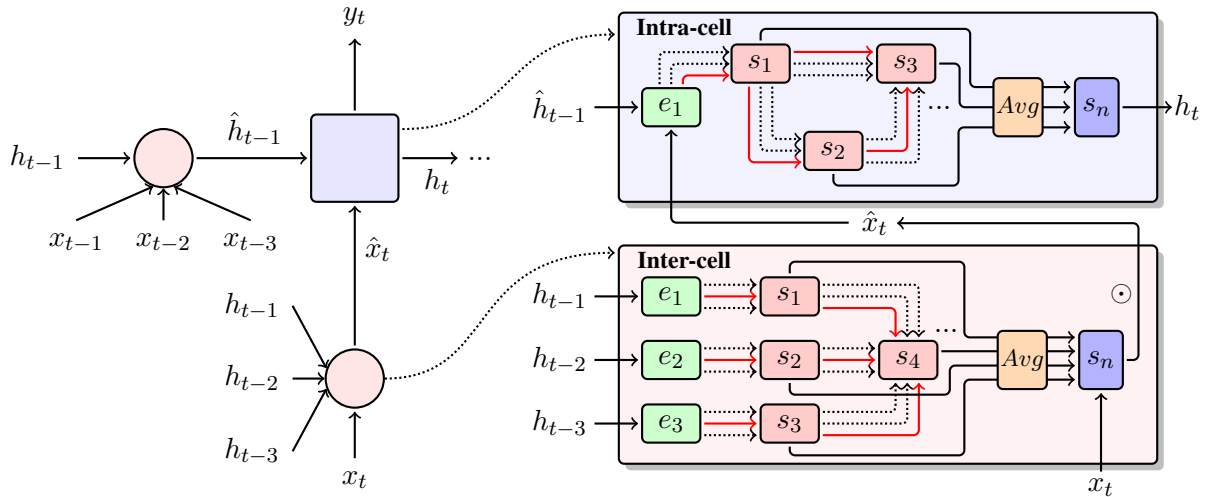 y_t
ĥ_{t−1}
h_{t−1}
x_{t−1} x_{t−2} x_{t−3}
h_t
...
x̂_t
h_{t−1}
h_{t−2}
h_{t−3}
x_t
Intra-cell
ĥ_{t−1}
e_1
s_1
s_3
s_2
...
Avg
s_n
h_t
x̂_t
Inter-cell
h_{t−1} e_1 s_1
⊙
...
h_{t−2} e_2 s_2 s_4 Avg s_n
h_{t−3} e_3 s_3
x_t